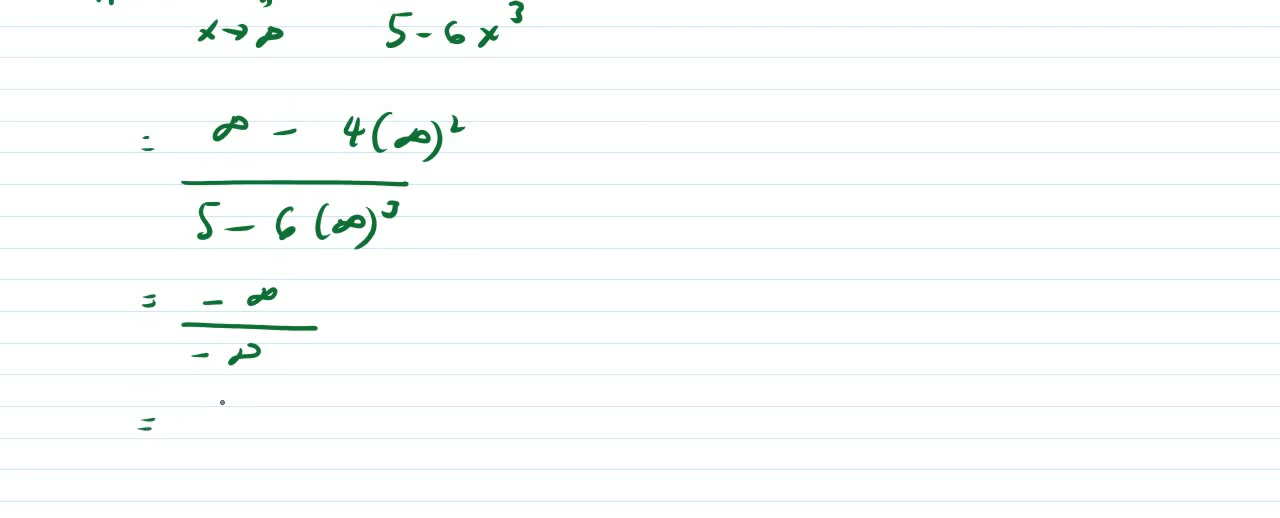 x→∞ 5-6x³
= ∞ - 4(∞)²
5-6(∞)³
= -∞
-∞
=